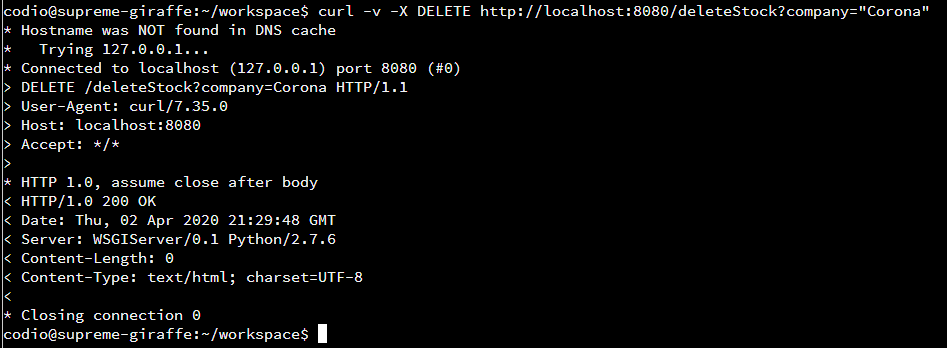 codio@supreme-giraffe:~/workspace$ curl -v -X DELETE http://localhost:8080/deleteStock?company="Corona"
* Hostname was NOT found in DNS cache
*   Trying 127.0.0.1...
* Connected to localhost (127.0.0.1) port 8080 (#0)
> DELETE /deleteStock?company=Corona HTTP/1.1
> User-Agent: curl/7.35.0
> Host: localhost:8080
> Accept: */*
>
* HTTP 1.0, assume close after body
< HTTP/1.0 200 OK
< Date: Thu, 02 Apr 2020 21:29:48 GMT
< Server: WSGIServer/0.1 Python/2.7.6
< Content-Length: 0
< Content-Type: text/html; charset=UTF-8
<
* Closing connection 0
codio@supreme-giraffe:~/workspace$